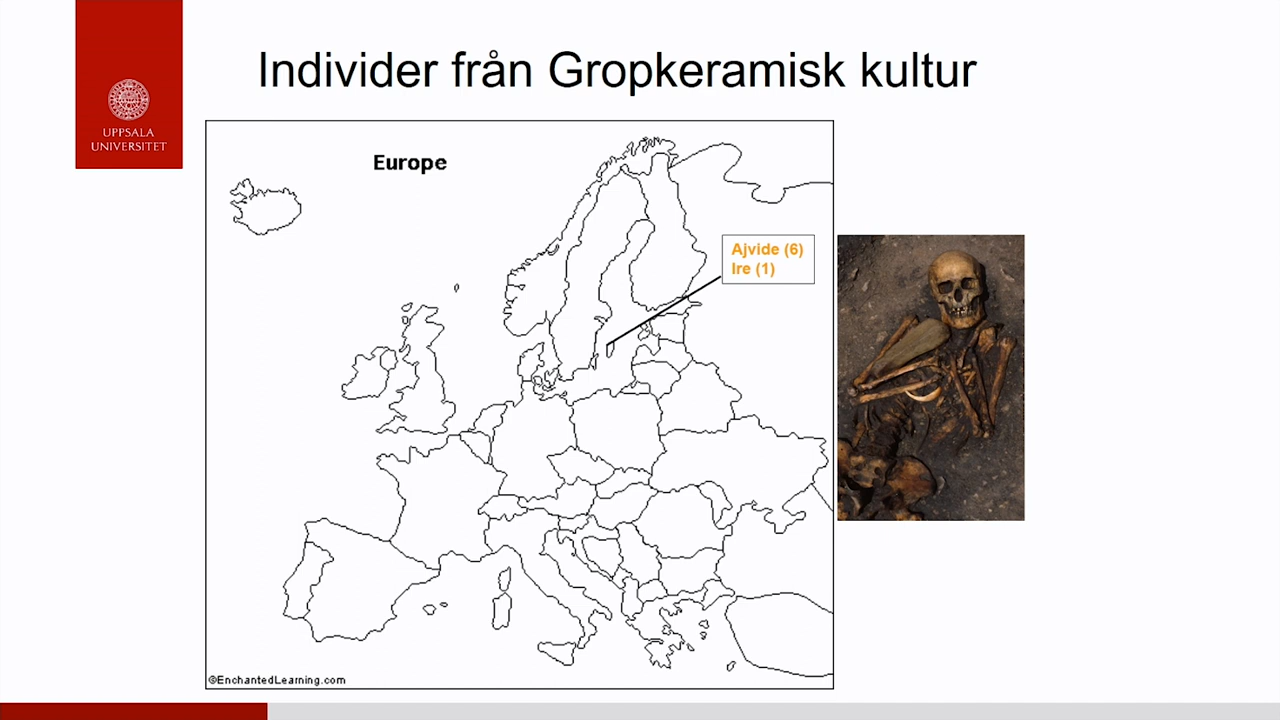 Individer från Gropkeramisk kultur
UPPSALA
UNIVERSITET
Europe
Ajvide (6)
Ire (1)
©EnchantedLearning.com